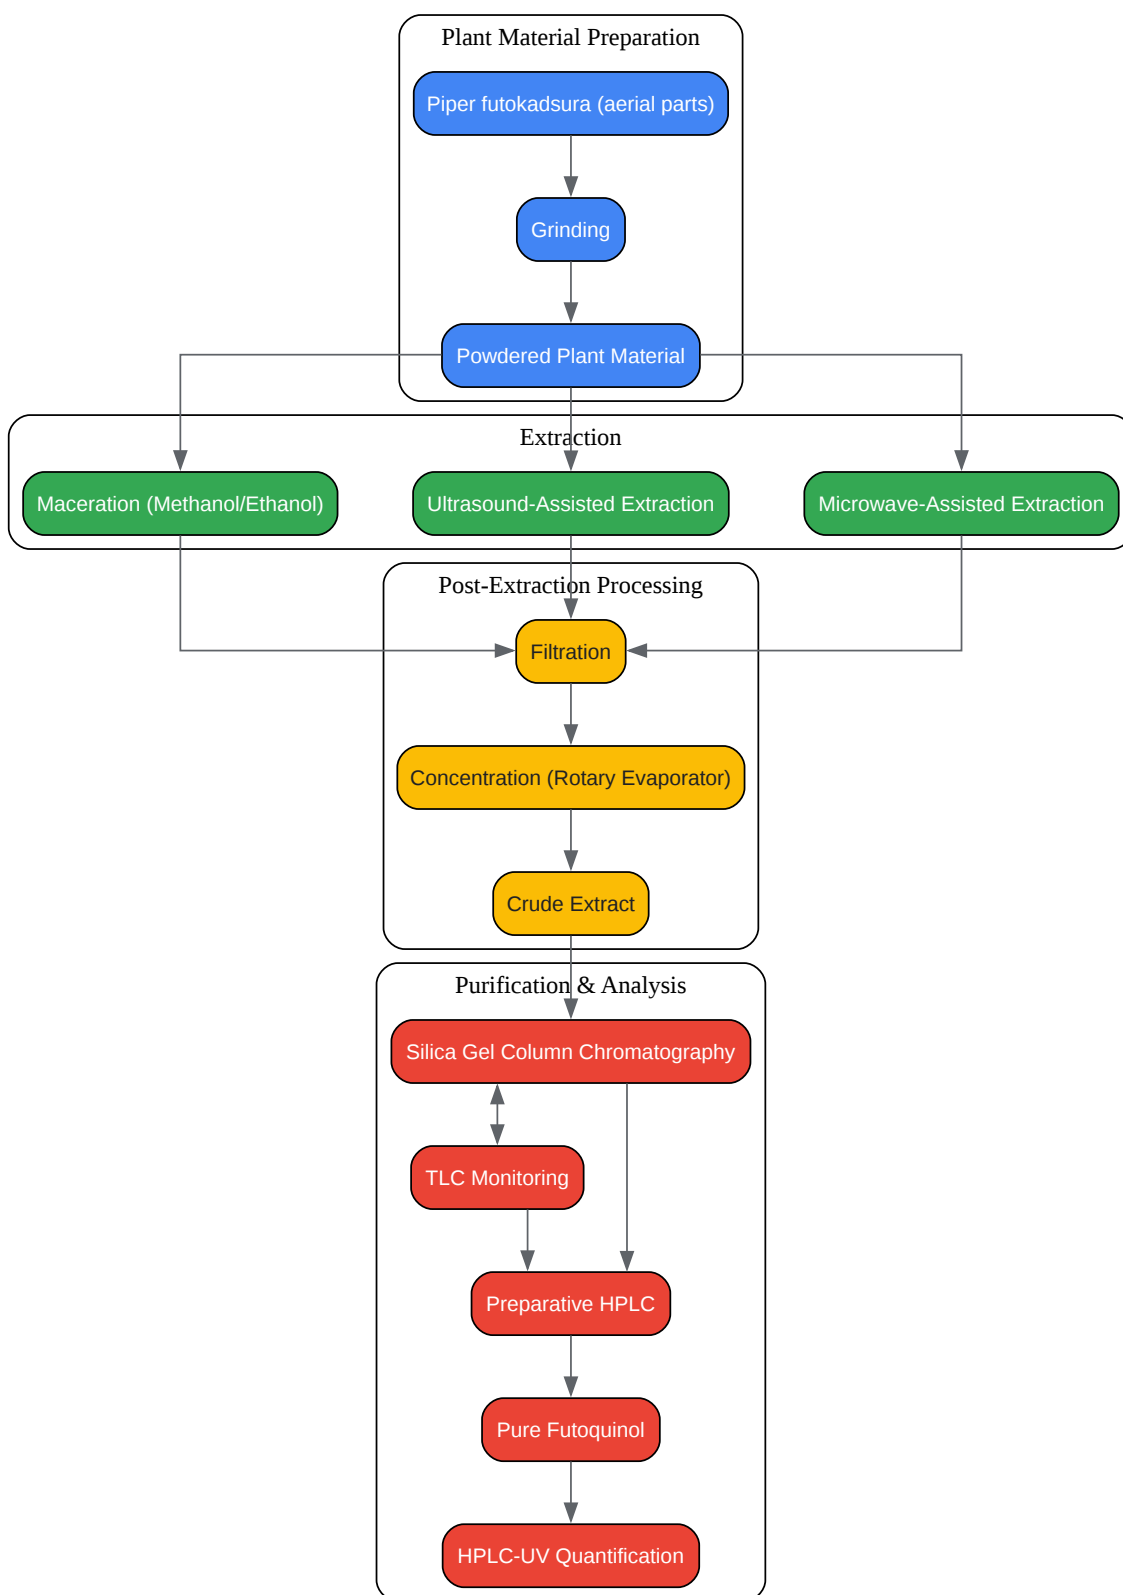 Plant Material Preparation
Piper futokadsura (aerial parts)
Grinding
Powdered Plant Material
Extraction
Maceration (Methanol/Ethanol)
Ultrasound-Assisted Extraction
Microwave-Assisted Extraction
Post-Extraction Processing
Filtration
Concentration (Rotary Evaporator)
Crude Extract
Purification & Analysis
Silica Gel Column Chromatography
TLC Monitoring
Preparative HPLC
Pure Futoquinol
HPLC-UV Quantification